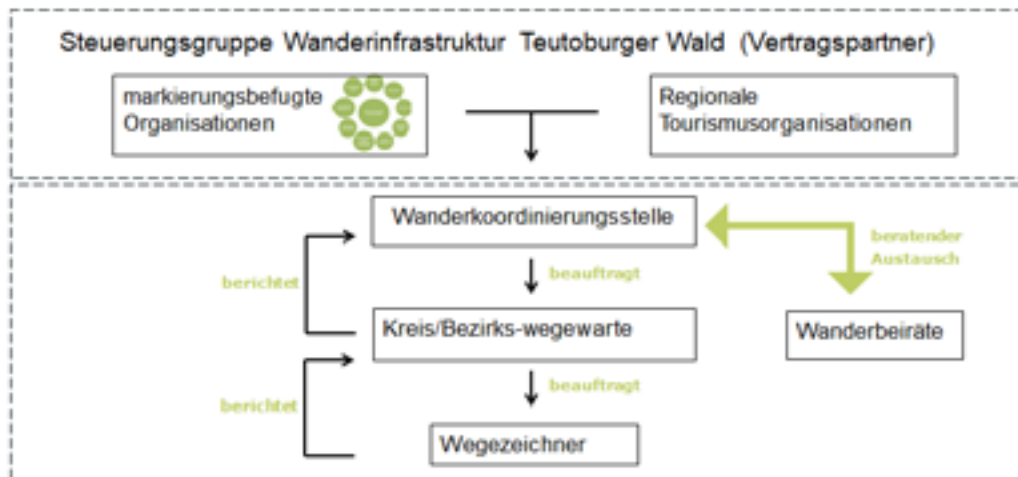 Steuerungsgruppe Wanderinfrastruktur Teutoburger Wald (Vertragspartner)
markierungsbefugte
Organisationen
Regionale
Tourismusorganisationen
Wanderkoordinierungsstelle
beratender
Austausch
berichtet
beauftragt
Kreis/Bezirks-wegewarte
Wanderbeiräte
berichtet
beauftragt
Wegezeichner